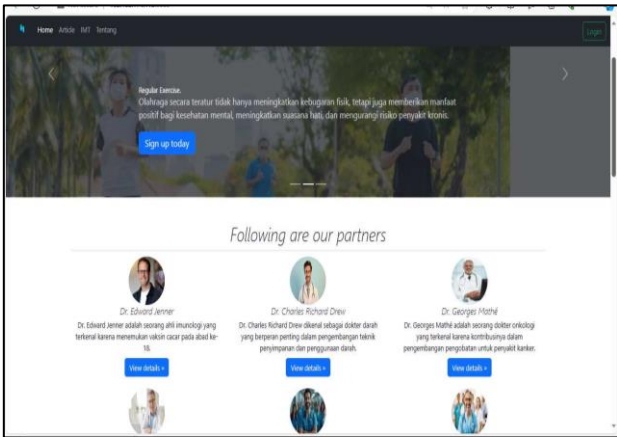 Home Article IMT Tentang
Login
Regular Exercise.
Olahraga secara teratur tidak hanya meningkatkan kebugaran fisik, tetapi juga memberikan manfaat
positif bagi kesehatan mental, meningkatkan suasana hati, dan mengurangi risiko penyakit kronis.
Sign up today
Following are our partners
Dr. Edward Jenner
Dr. Edward Jenner adalah seorang ahli imunologi yang
terkenal karena menemukan vaksin cacar pada abad ke-
18.
View details »
Dr. Charles Richard Drew
Dr. Charles Richard Drew dikenal sebagai dokter darah
yang berperan penting dalam pengembangan teknik
penyimpanan dan penggunaan darah.
View details »
Dr. Georges Mathé
Dr. Georges Mathé adalah seorang dokter onkologi
yang terkenal karena kontribusinya dalam
pengembangan pengobatan untuk penyakit kanker.
View details »